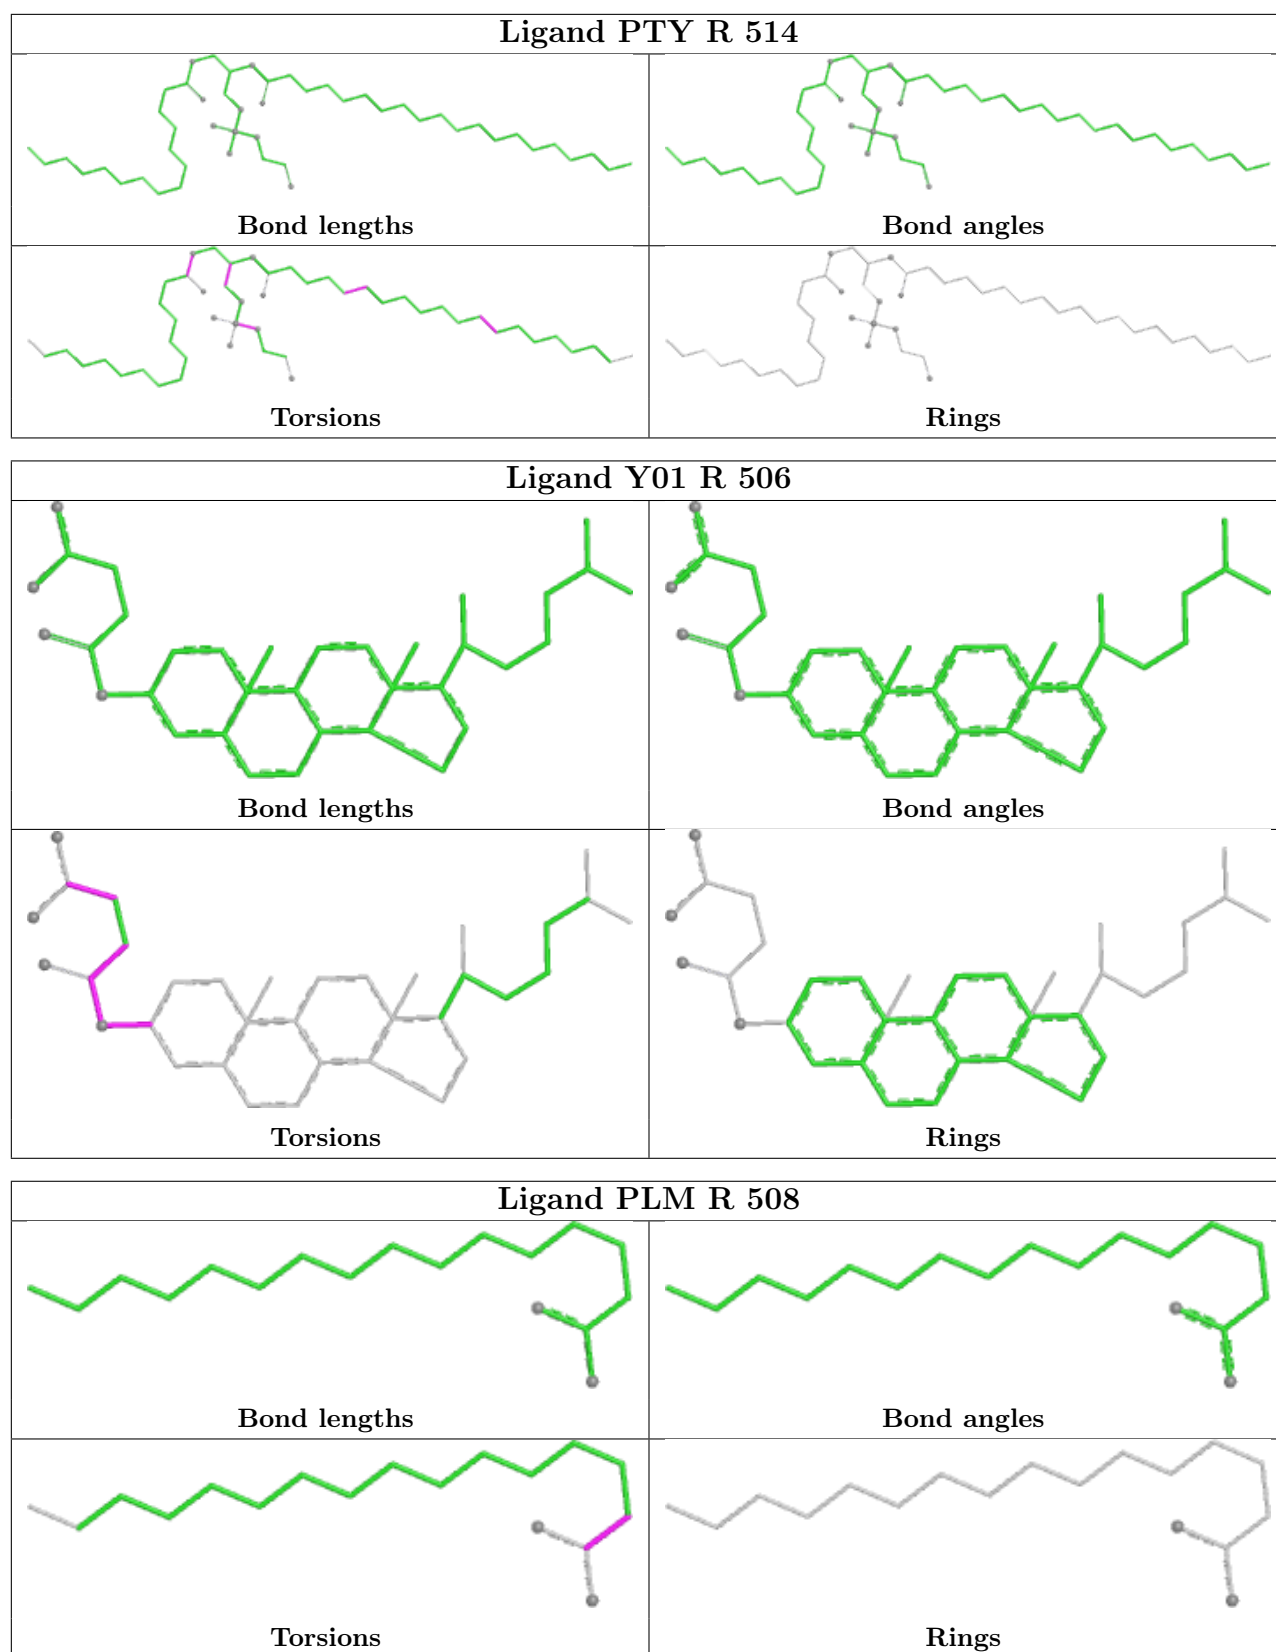 Ligand PTY R 514
Bond lengths
Bond angles
Torsions
Rings
Ligand Y01 R 506
Bond lengths
Bond angles
Torsions
Rings
Ligand PLM R 508
Bond lengths
Bond angles
Torsions
Rings